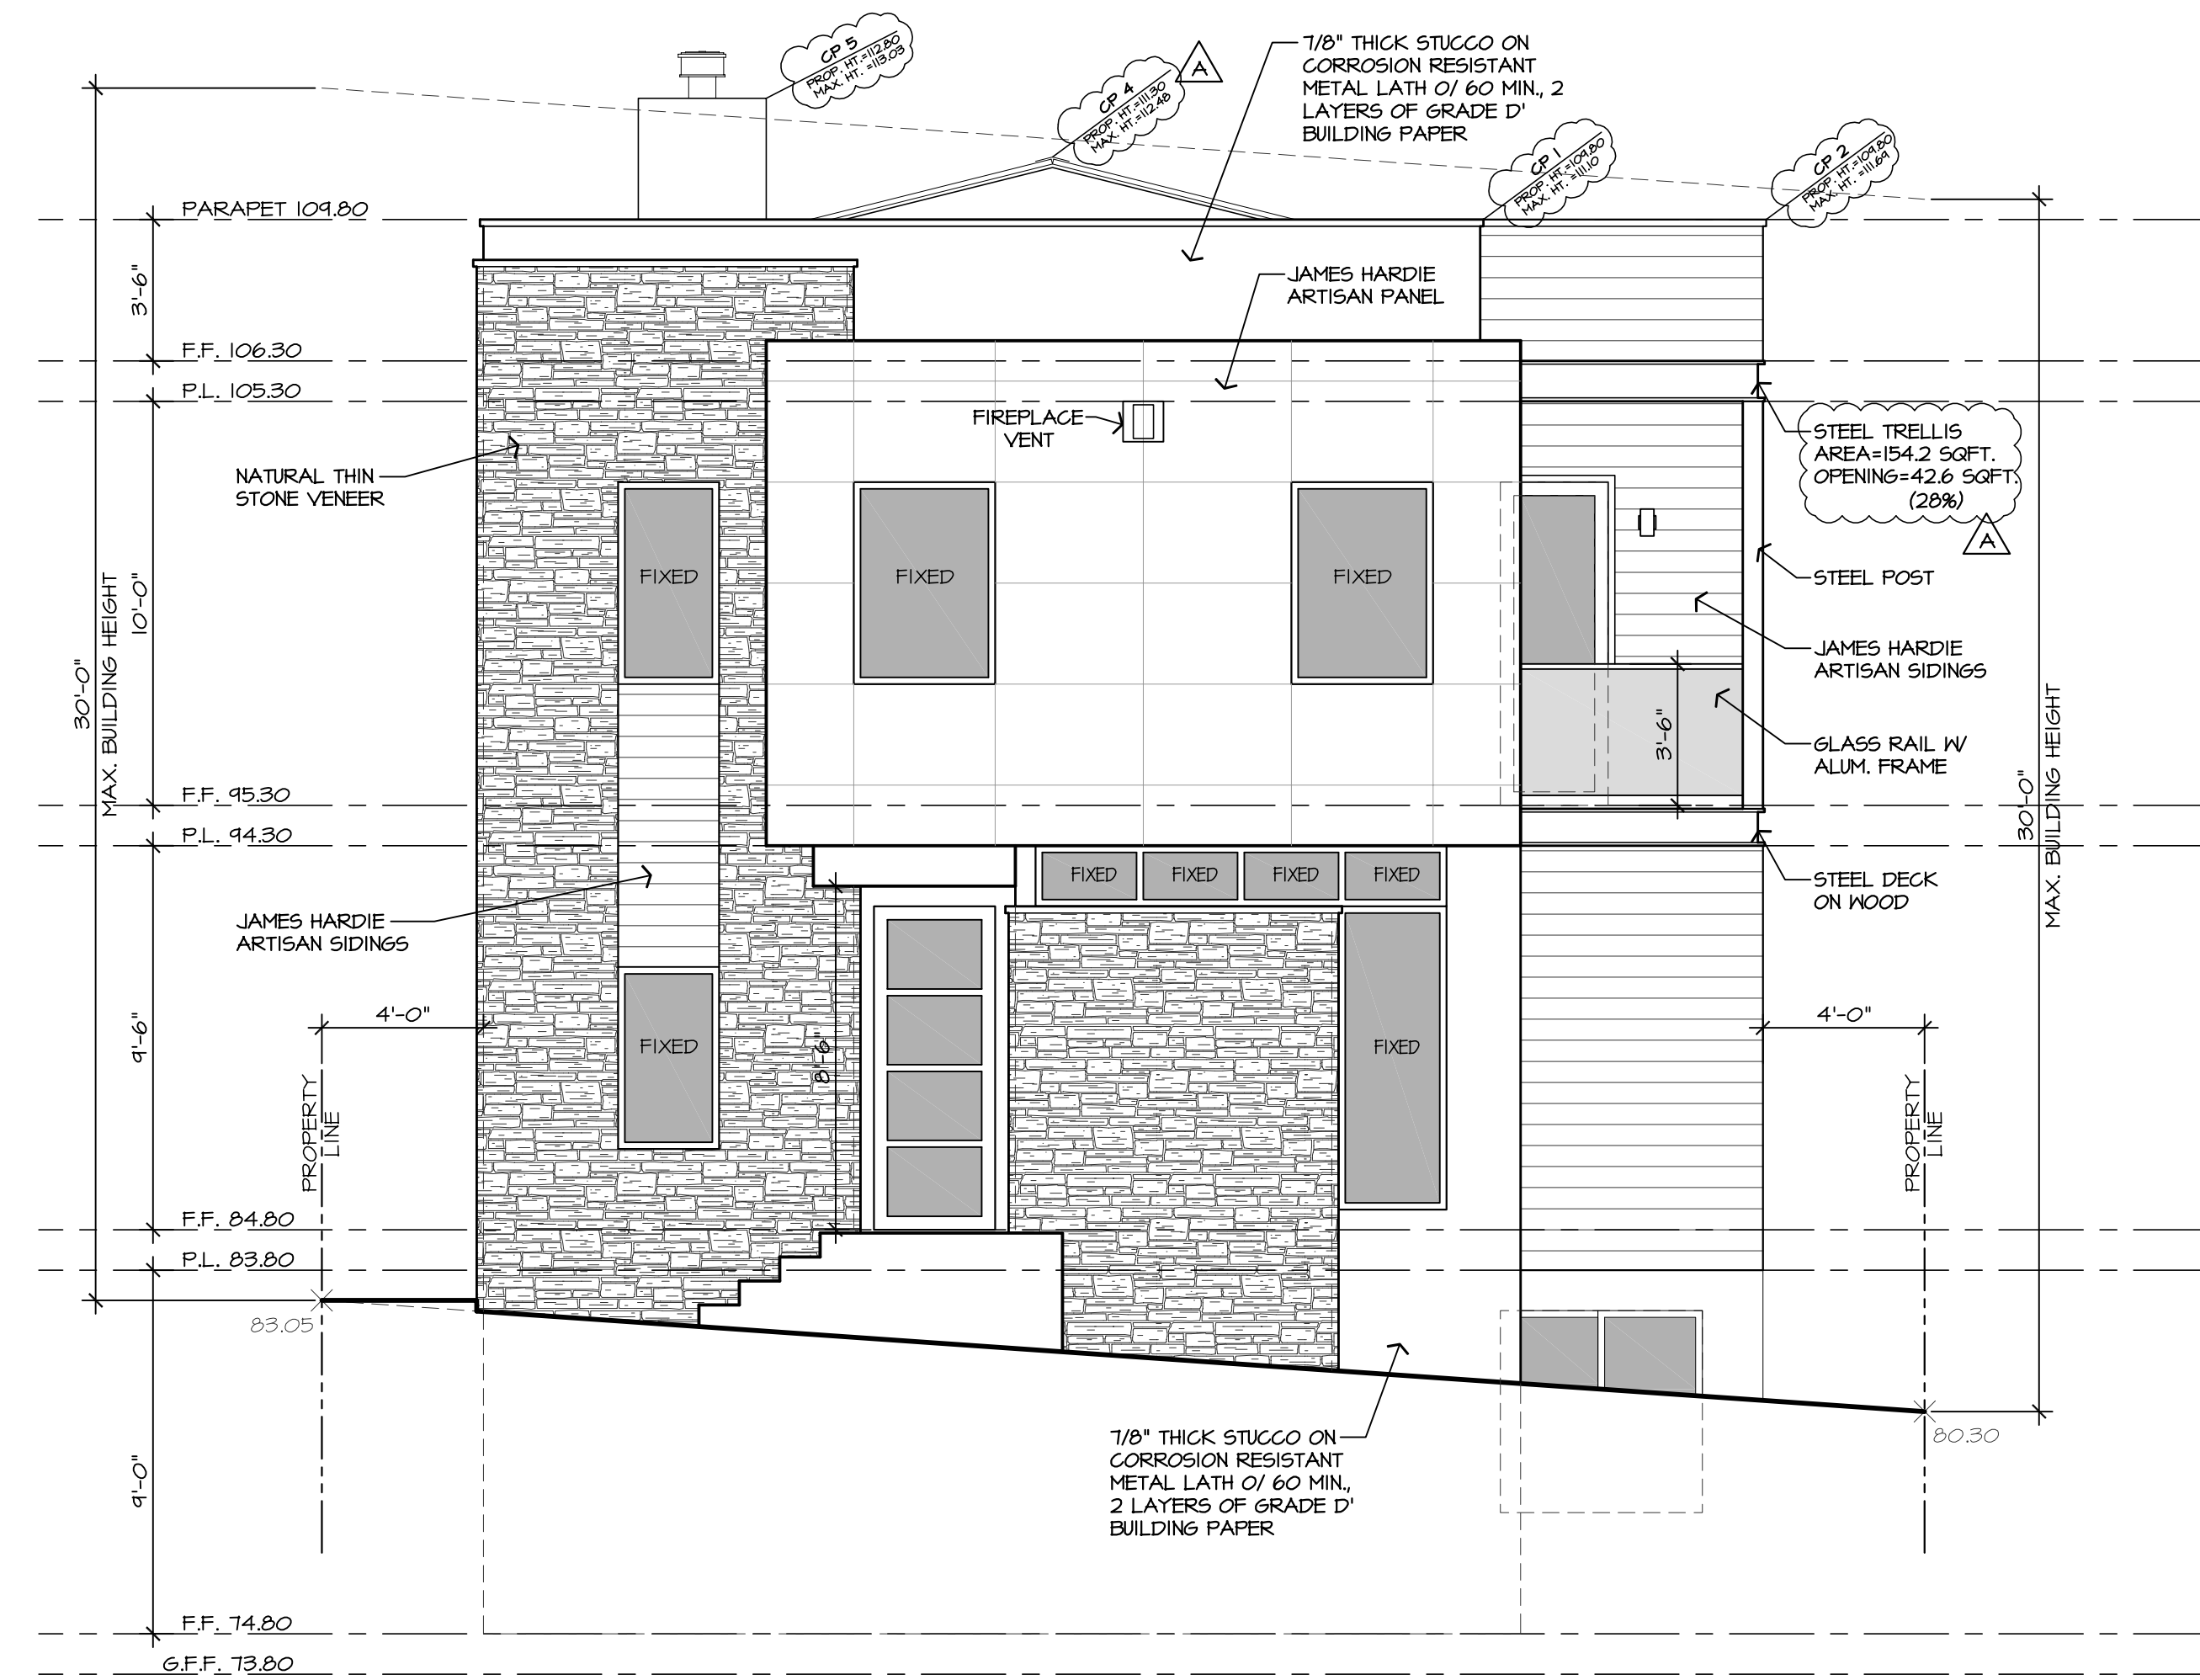 CP 5
PROP. HT.=112.80
MAX. HT. =113.03
CP 4
PROP. HT.=111.30
MAX. HT.=112.48
A
7/8" THICK STUCCO ON
CORROSION RESISTANT
METAL LATH O/ 60 MIN., 2
LAYERS OF GRADE D'
BUILDING PAPER
CP 1
PROP. HT.=109.80
MAX. HT. =111.10
CP 2
PROP. HT.=109.80
MAX. HT. =111.69
PARAPET 109.80
3'-6"
JAMES HARDIE
ARTISAN PANEL
F.F. 106.30
P.L. 105.30
FIREPLACE
VENT
STEEL TRELLIS
AREA=154.2 SQFT.
OPENING=42.6 SQFT.
(28%)
A
NATURAL THIN
STONE VENEER
10'-0"
30'-0"
MAX. BUILDING HEIGHT
FIXED
FIXED
FIXED
STEEL POST
JAMES HARDIE
ARTISAN SIDINGS
3'-6"
GLASS RAIL W/
ALUM. FRAME
30'-0"
MAX. BUILDING HEIGHT
F.F. 95.30
P.L. 94.30
FIXED
FIXED
FIXED
FIXED
STEEL DECK
ON WOOD
JAMES HARDIE
ARTISAN SIDINGS
9'-6"
4'-0"
8'-6"
FIXED
FIXED
4'-0"
PROPERTY
LINE
PROPERTY
LINE
F.F. 84.80
P.L. 83.80
83.05
80.30
7/8" THICK STUCCO ON
CORROSION RESISTANT
METAL LATH O/ 60 MIN.,
2 LAYERS OF GRADE D'
BUILDING PAPER
9'-0"
F.F. 74.80
G.F.F. 73.80